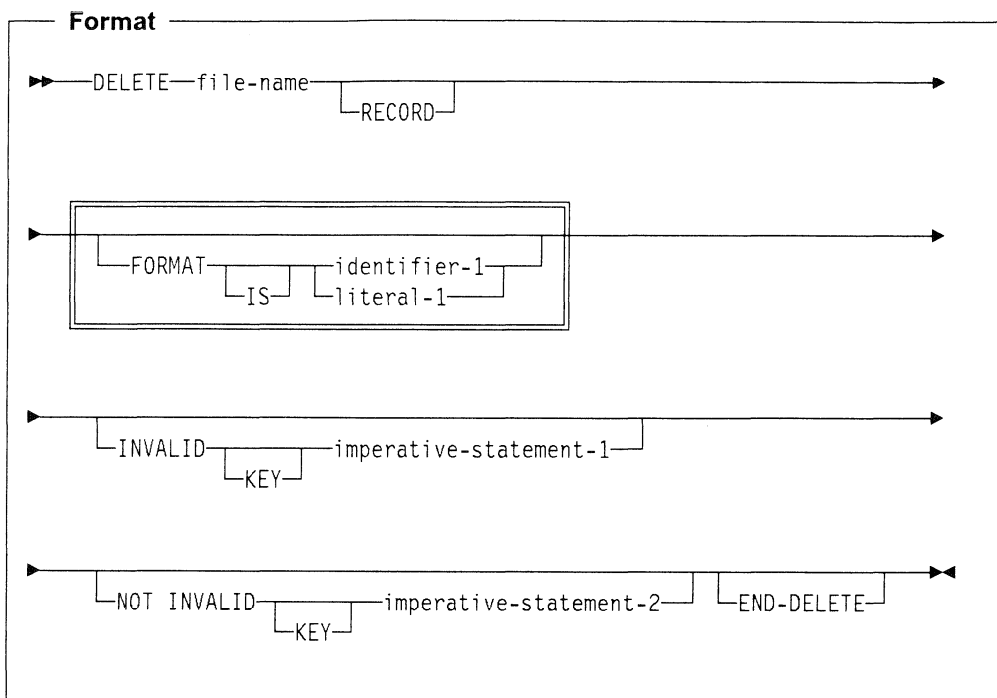 Format
DELETE file-name
RECORD
FORMAT identifier-1
IS literal-1
INVALID imperative-statement-1
KEY
NOT INVALID imperative-statement-2 END-DELETE
KEY